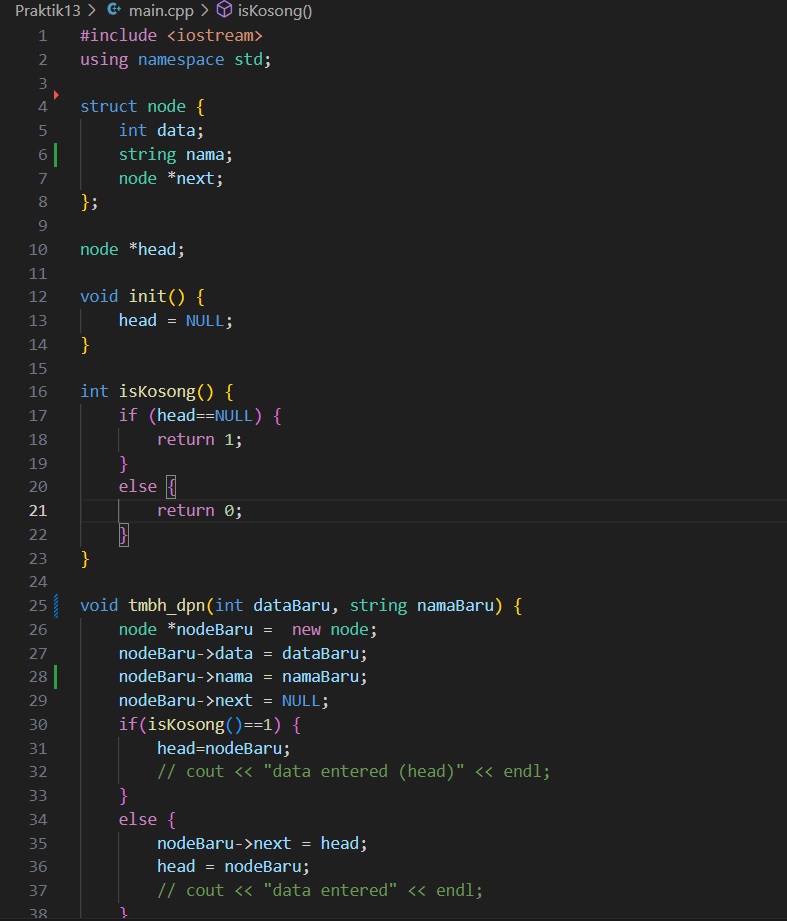 Praktik13 > main.cpp > isKosong()
1 #include <iostream>
2 using namespace std;
3
4 struct node {
5     int data;
6     string nama;
7     node *next;
8 };
9
10 node *head;
11
12 void init() {
13     head = NULL;
14 }
15
16 int isKosong() {
17     if (head==NULL) {
18         return 1;
19     }
20     else {
21         return 0;
22     }
23 }
24
25 void tmbh_dpn(int dataBaru, string namaBaru) {
26     node *nodeBaru =  new node;
27     nodeBaru->data = dataBaru;
28     nodeBaru->nama = namaBaru;
29     nodeBaru->next = NULL;
30     if(isKosong()==1) {
31         head=nodeBaru;
32         // cout << "data entered (head)" << endl;
33     }
34     else {
35         nodeBaru->next = head;
36         head = nodeBaru;
37         // cout << "data entered" << endl;
38     }